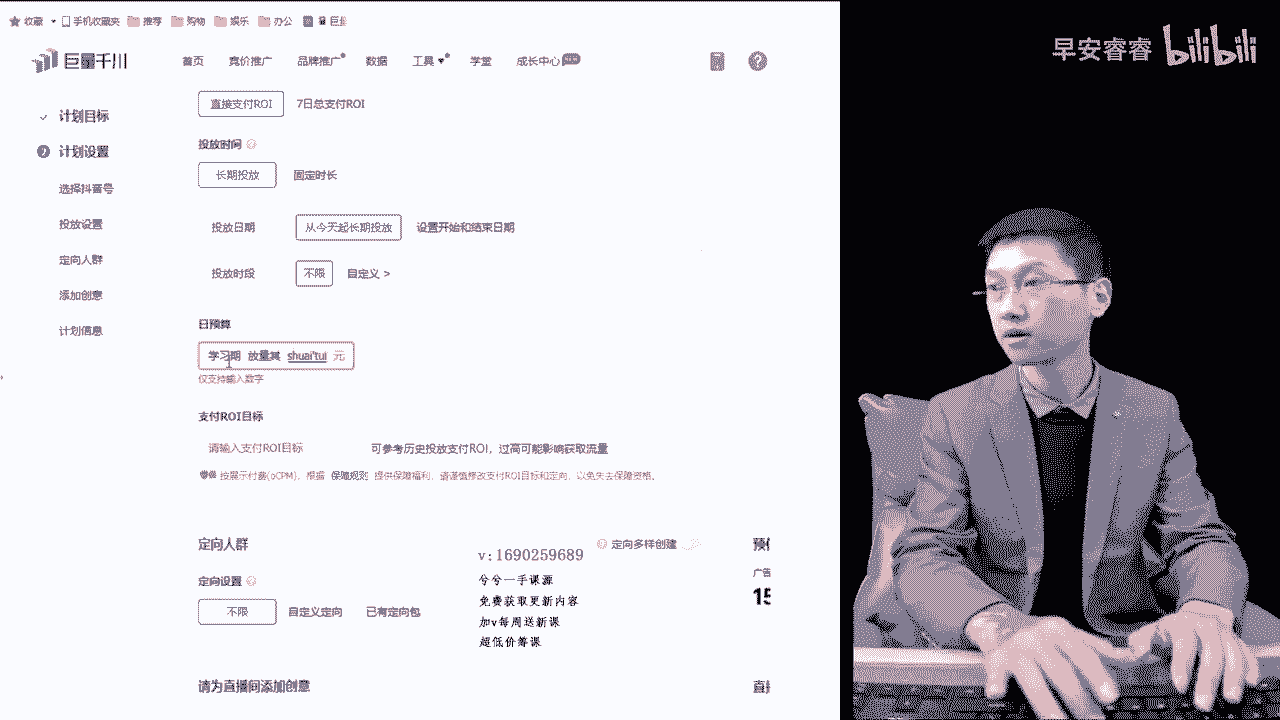 收藏 手机收藏夹 推荐 购物 娱乐 办公
早安睿睿 bilibili
巨量千川 首页 竞价推广 品牌推广 数据 工具 学堂 成长中心
直接支付ROI 7日总支付ROI
计划目标
投放时间
计划设置
长期投放 固定时长
选择抖音号
投放设置
投放日期 从今天起长期投放 设置开始和结束日期
定向人群
投放时段 不限 自定义 >
添加创意
计划信息
日预算
学习期 放量其 shuai'tui 元
仅支持输入数字
支付ROI目标
请输入支付ROI目标 可参考历史投放支付ROI，过高可能影响获取流量
按展示付费(oCPM)，根据 保障规则 提供保障福利，请谨慎修改支付ROI目标和定向，以免失去保障资格。
定向人群
定向多样创建
v:1690259689
定向设置
兮兮一手课源
免费获取更新内容
不限 自定义定向 已有定向包
加v每周送新课
超低价筹课
广告
15
请为直播间添加创意